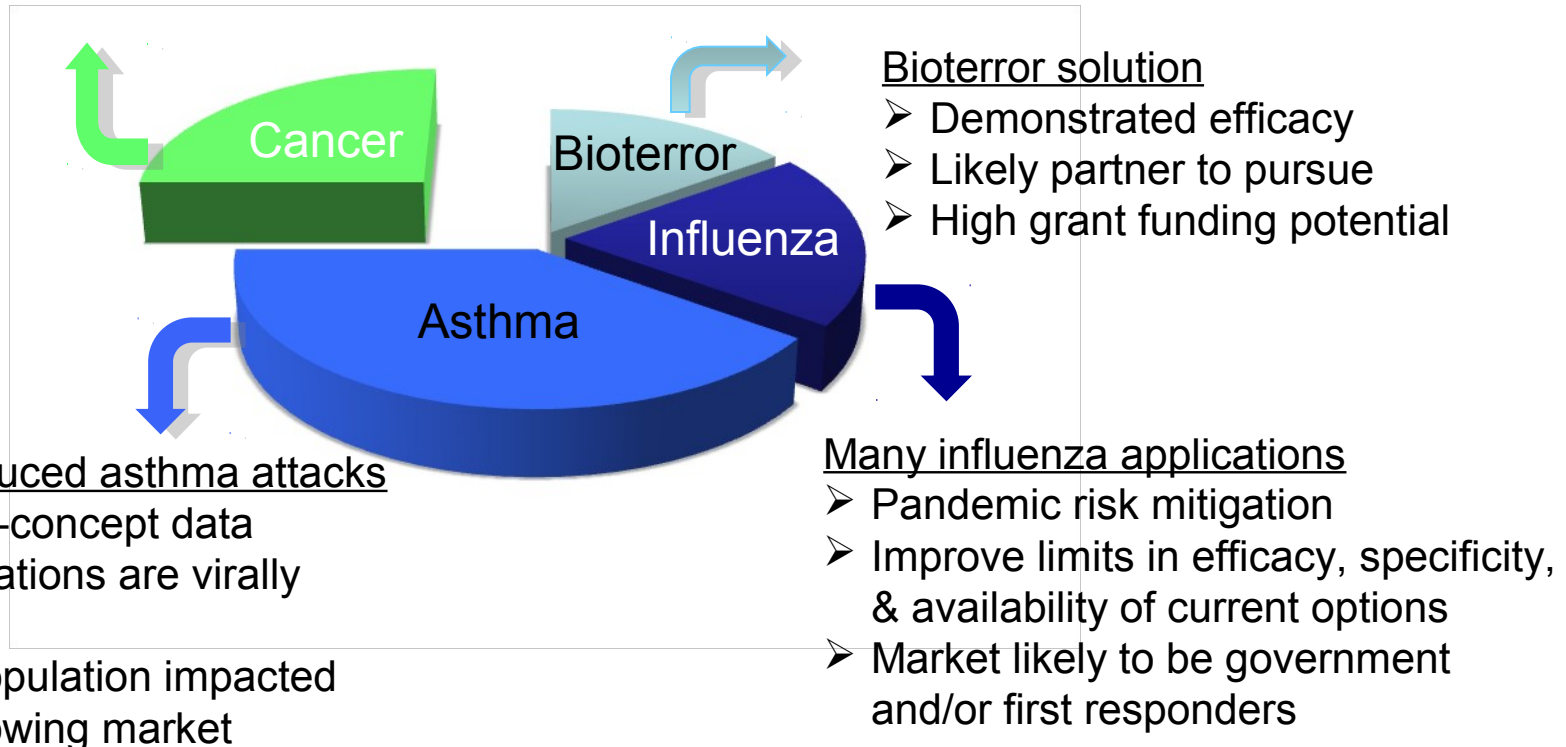 Cancer
Bioterror
Influenza
Asthma
Bioterror solution
➢ Demonstrated efficacy
➢ Likely partner to pursue
➢ High grant funding potential
uced asthma attacks
-concept data
ations are virally
opulation impacted
owing market
Many influenza applications
➢ Pandemic risk mitigation
➢ Improve limits in efficacy, specificity,
& availability of current options
➢ Market likely to be government
and/or first responders